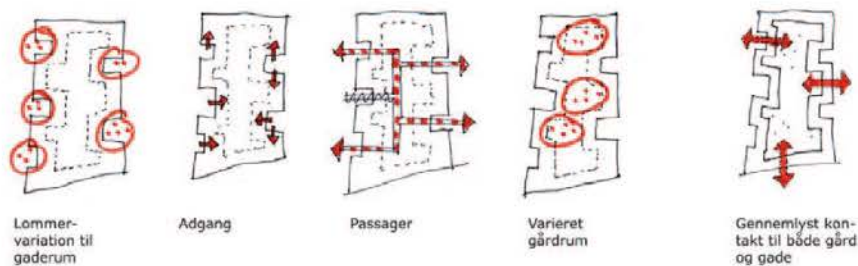 Lommer-
variation til
gaderum
Adgang
Passager
Varieret
gårdrum
Gennemlyst kon-
takt til både gård
og gade